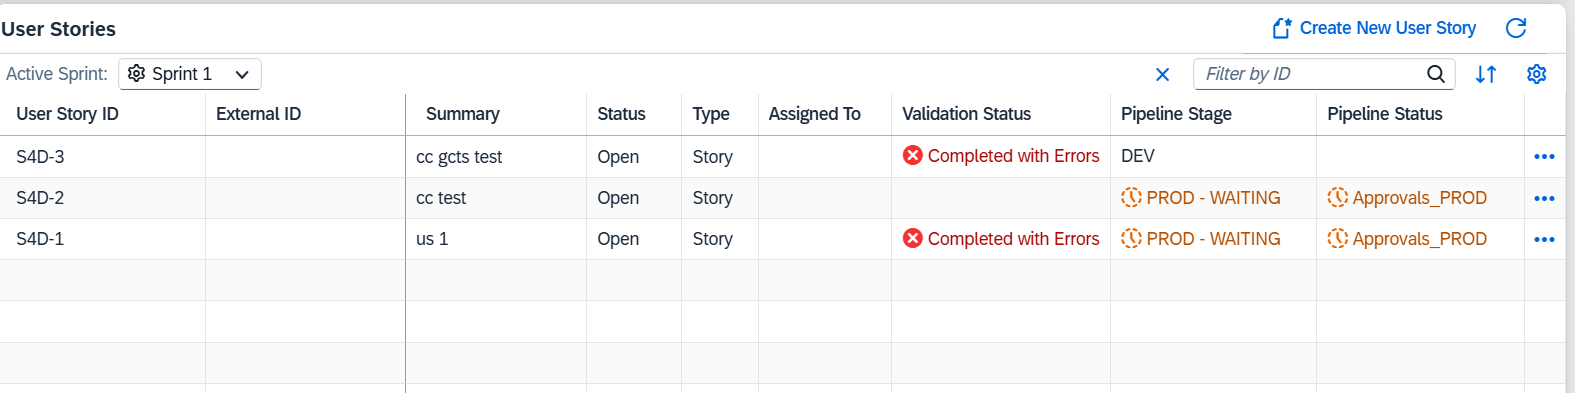 User Stories
Create New User Story
Active Sprint: Sprint 1
Filter by ID
User Story ID External ID Summary Status Type Assigned To Validation Status Pipeline Stage Pipeline Status
S4D-3 cc gcts test Open Story Completed with Errors DEV
S4D-2 cc test Open Story PROD - WAITING Approvals_PROD
S4D-1 us 1 Open Story Completed with Errors PROD - WAITING Approvals_PROD